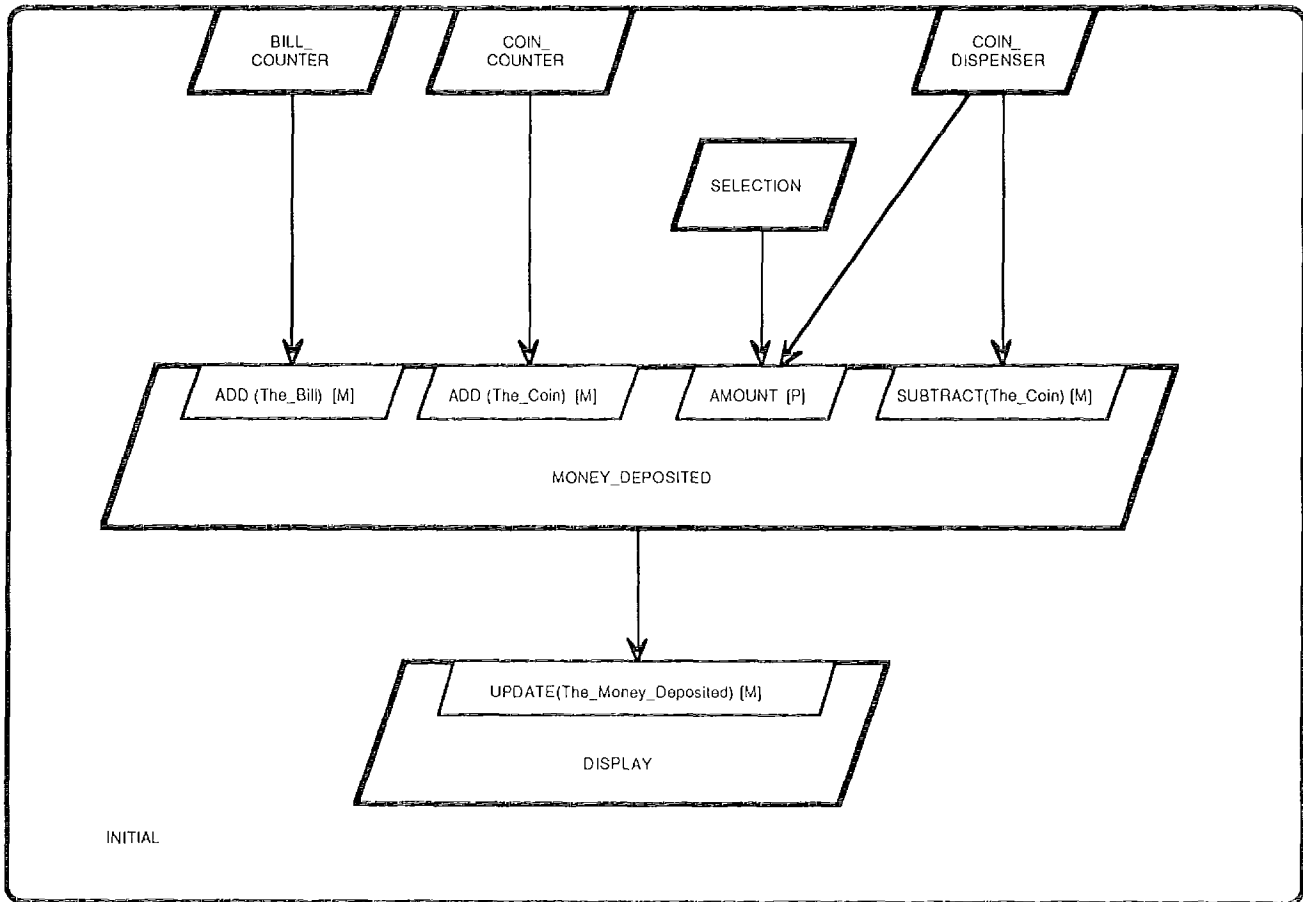 BILL_
COUNTER
COIN_
COUNTER
COIN_
DISPENSER
SELECTION
ADD (The_Bill) [M]
ADD (The_Coin) [M]
AMOUNT [P]
SUBTRACT(The_Coin) [M]
MONEY_DEPOSITED
UPDATE(The_Money_Deposited) [M]
DISPLAY
INITIAL